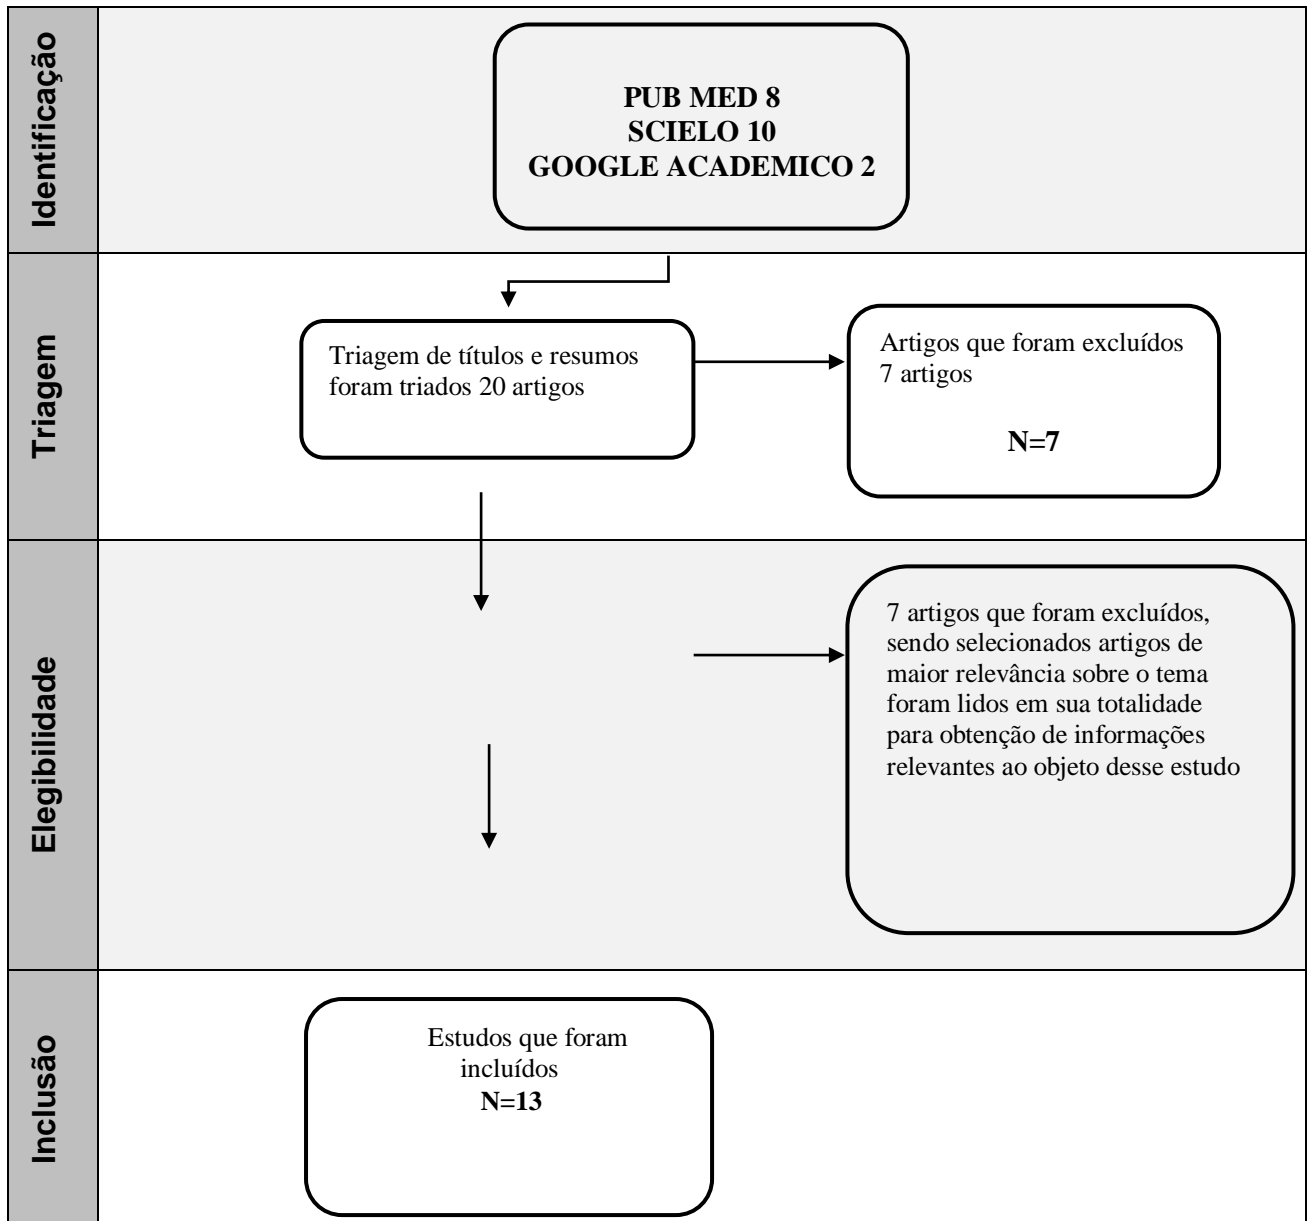 Identificação
PUB MED 8
SCIELO 10
GOOGLE ACADEMICO 2
Triagem
Triagem de títulos e resumos
foram triados 20 artigos
Artigos que foram excluídos
7 artigos
N=7
Elegibilidade
7 artigos que foram excluídos,
sendo selecionados artigos de
maior relevância sobre o tema
foram lidos em sua totalidade
para obtenção de informações
relevantes ao objeto desse estudo
Inclusão
Estudos que foram
incluídos
N=13